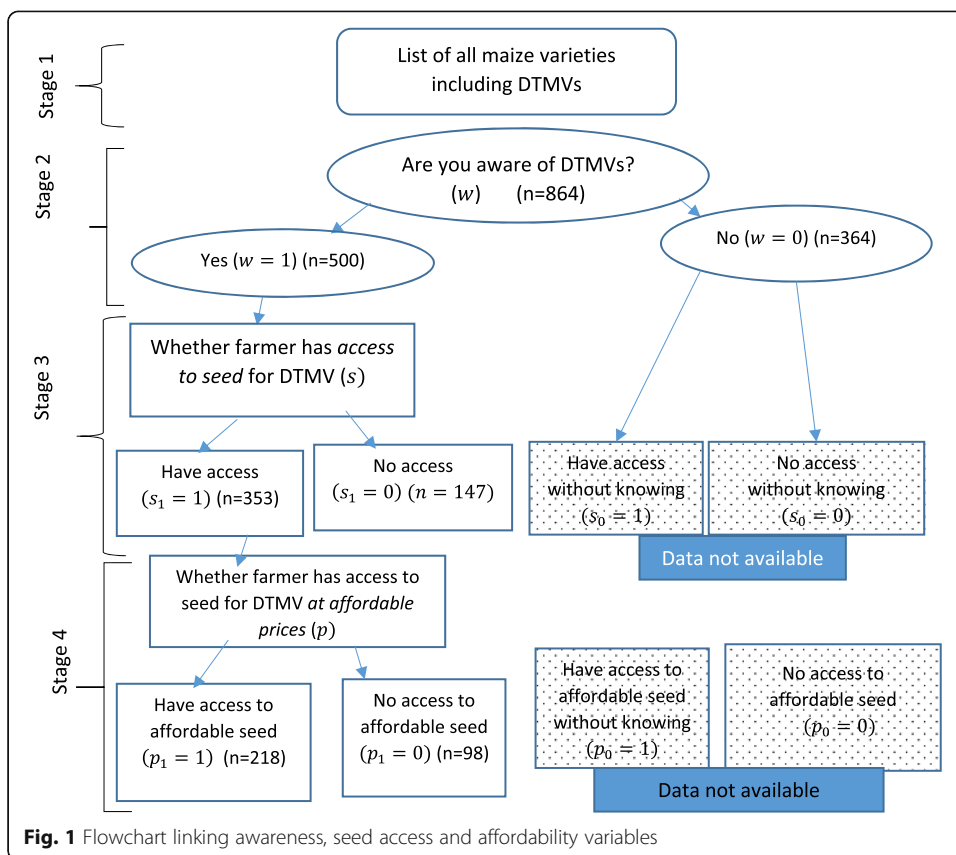 Stage 1
List of all maize varieties
including DTMVs
Stage 2
Are you aware of DTMVs?
(w) (n=864)
Yes (w = 1) (n=500)
No (w = 0) (n=364)
Stage 3
Whether farmer has access
to seed for DTMV (s)
Have access
(s₁ = 1) (n=353)
No access
(s₁ = 0) (n = 147)
Have access
without knowing
(s₀ = 1)
No access
without knowing
(s₀ = 0)
Data not available
Stage 4
Whether farmer has access to
seed for DTMV at affordable
prices (p)
Have access to
affordable seed
(p₁ = 1) (n=218)
No access to
affordable seed
(p₁ = 0) (n=98)
Have access to
affordable seed
without knowing
(p₀ = 1)
No access to
affordable seed
(p₀ = 0)
Data not available
Fig. 1 Flowchart linking awareness, seed access and affordability variables